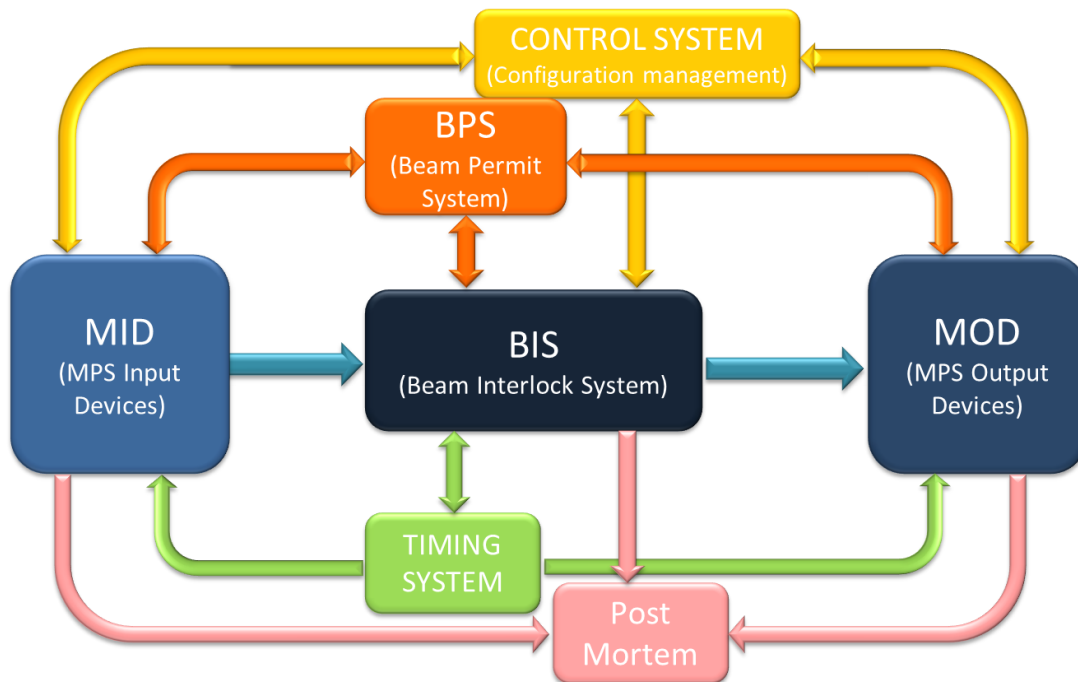 CONTROL SYSTEM
(Configuration management)
BPS
(Beam Permit
System)
MID
(MPS Input
Devices)
BIS
(Beam Interlock System)
MOD
(MPS Output
Devices)
TIMING
SYSTEM
Post
Mortem